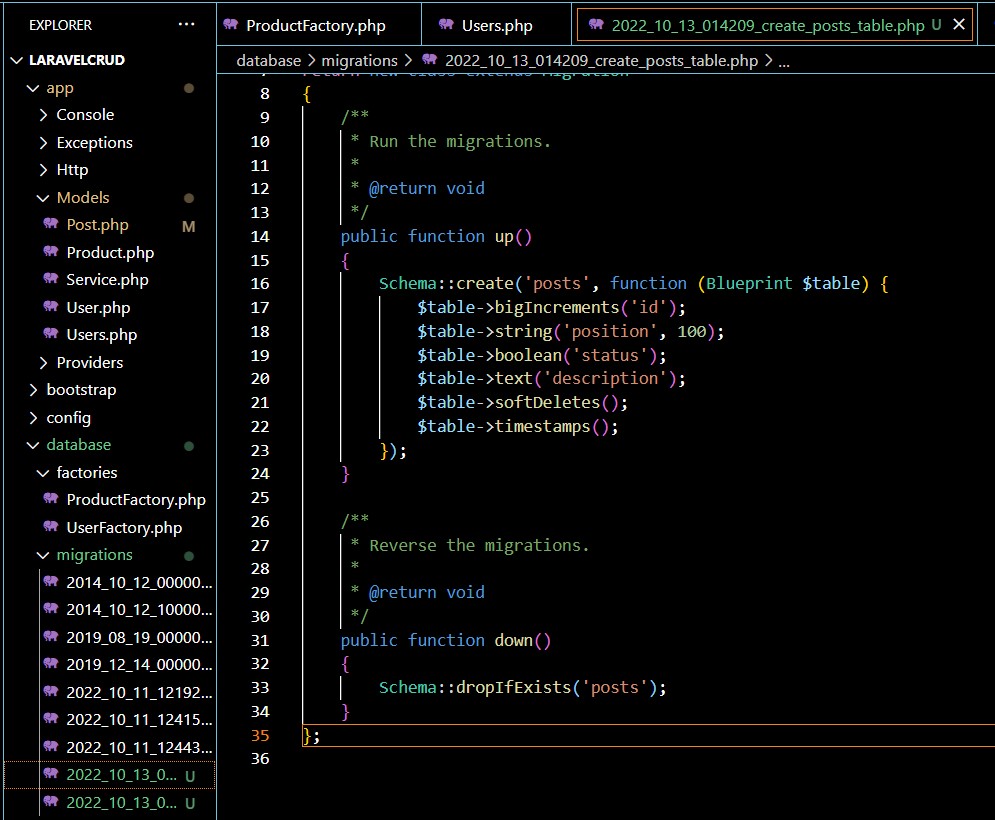 EXPLORER ...
LARAVELCRUD
app
Console
Exceptions
Http
Models
Post.php M
Product.php
Service.php
User.php
Users.php
Providers
bootstrap
config
database
factories
ProductFactory.php
UserFactory.php
migrations
2014_10_12_00000...
2014_10_12_10000...
2019_08_19_00000...
2019_12_14_00000...
2022_10_11_12192...
2022_10_11_12415...
2022_10_11_12443...
2022_10_13_0... U
2022_10_13_0... U
ProductFactory.php Users.php 2022_10_13_014209_create_posts_table.php U
database > migrations > 2022_10_13_014209_create_posts_table.php > ...
7 return new class extends Migration
8 {
9 /**
10 * Run the migrations.
11 *
12 * @return void
13 */
14 public function up()
15 {
16 Schema::create('posts', function (Blueprint $table) {
17 $table->bigIncrements('id');
18 $table->string('position', 100);
19 $table->boolean('status');
20 $table->text('description');
21 $table->softDeletes();
22 $table->timestamps();
23 });
24 }
25
26 /**
27 * Reverse the migrations.
28 *
29 * @return void
30 */
31 public function down()
32 {
33 Schema::dropIfExists('posts');
34 }
35 };
36